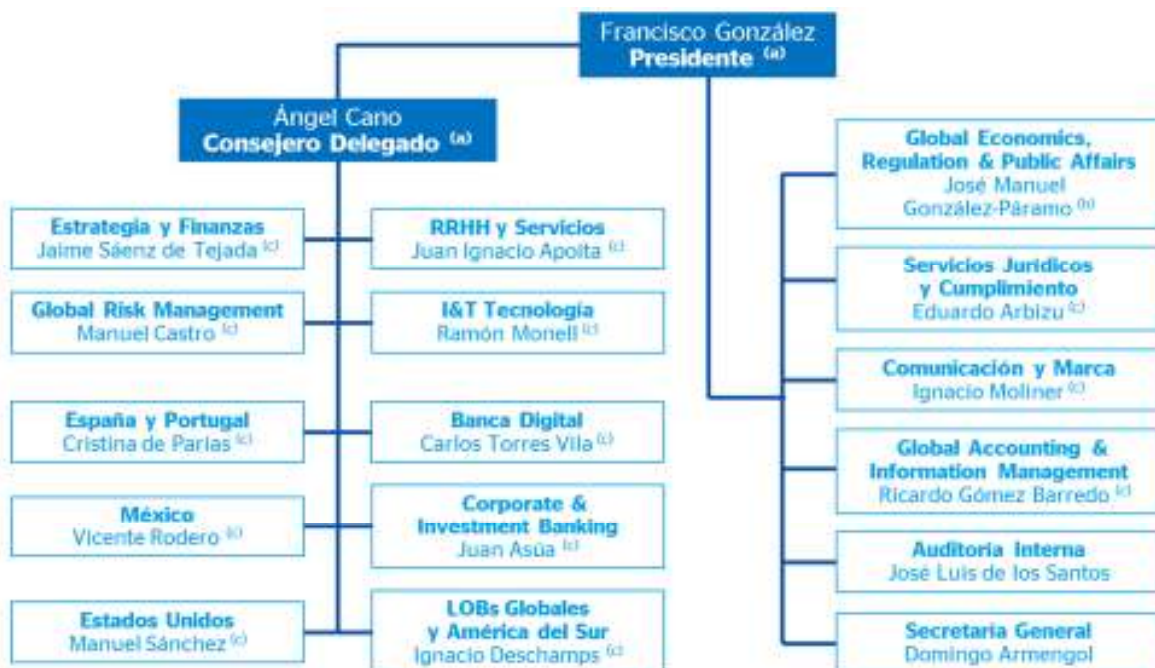 Francisco González
Presidente (a)
Ángel Cano
Consejero Delegado (a)
Estrategia y Finanzas
Jaime Sáenz de Tejada (c)
RRHH y Servicios
Juan Ignacio Apoita (c)
Global Risk Management
Manuel Castro (c)
I&T Tecnología
Ramón Monell (c)
España y Portugal
Cristina de Parias (c)
Banca Digital
Carlos Torres Vila (c)
México
Vicente Rodero (c)
Corporate &
Investment Banking
Juan Asúa (c)
Estados Unidos
Manuel Sánchez (c)
LOBs Globales
y América del Sur
Ignacio Deschamps (c)
Global Economics,
Regulation & Public Affairs
José Manuel
González-Páramo (b)
Servicios Jurídicos
y Cumplimiento
Eduardo Arbizu (c)
Comunicación y Marca
Ignacio Moliner (c)
Global Accounting &
Information Management
Ricardo Gómez Barredo (c)
Auditoría Interna
José Luis de los Santos
Secretaría General
Domingo Armengol